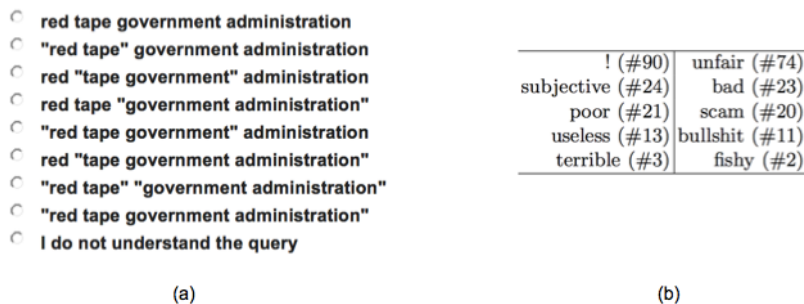 red tape government administration
"red tape" government administration
red "tape government" administration
red tape "government administration"
"red tape government" administration
red "tape government administration"
"red tape" "government administration"
"red tape government administration"
I do not understand the query
(a)
! (#90) unfair (#74)
subjective (#24) bad (#23)
poor (#21) scam (#20)
useless (#13) bullshit (#11)
terrible (#3) fishy (#2)
(b)